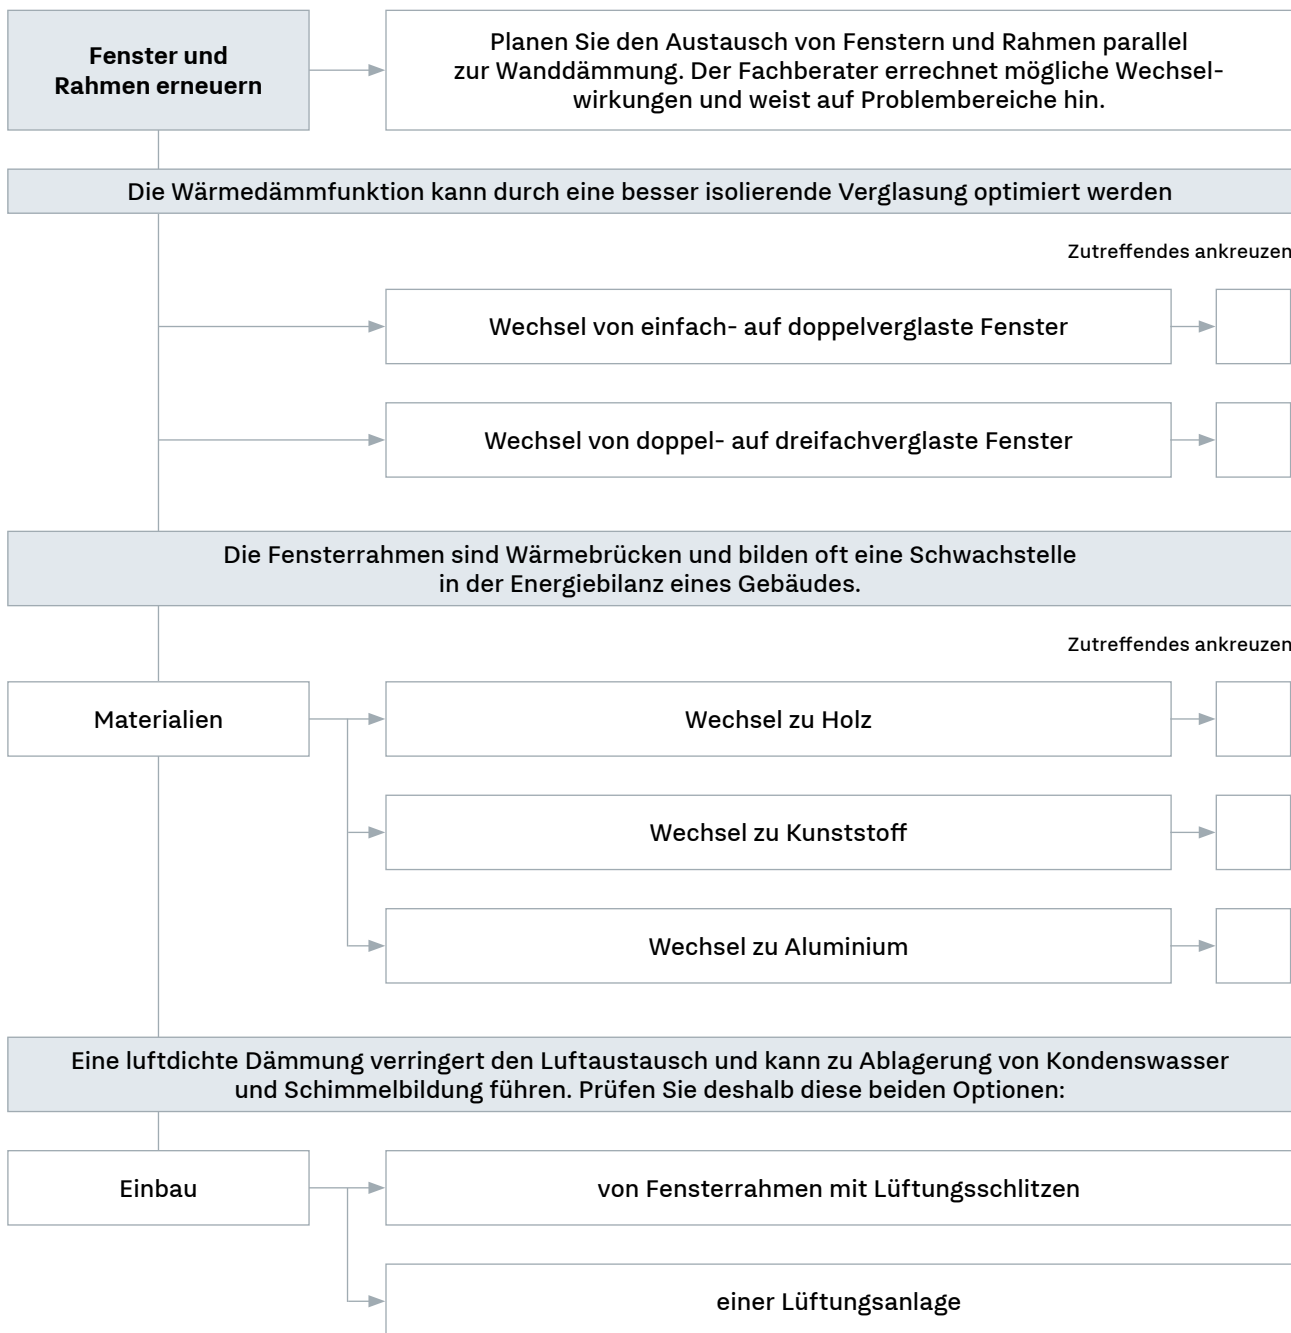 Fenster und
Rahmen erneuern
Planen Sie den Austausch von Fenstern und Rahmen parallel
zur Wanddämmung. Der Fachberater errechnet mögliche Wechsel-
wirkungen und weist auf Problembereiche hin.
Die Wärmedämmfunktion kann durch eine besser isolierende Verglasung optimiert werden
Zutreffendes ankreuzen
Wechsel von einfach- auf doppelverglaste Fenster
Wechsel von doppel- auf dreifachverglaste Fenster
Die Fensterrahmen sind Wärmebrücken und bilden oft eine Schwachstelle
in der Energiebilanz eines Gebäudes.
Zutreffendes ankreuzen
Materialien
Wechsel zu Holz
Wechsel zu Kunststoff
Wechsel zu Aluminium
Eine luftdichte Dämmung verringert den Luftaustausch und kann zu Ablagerung von Kondenswasser
und Schimmelbildung führen. Prüfen Sie deshalb diese beiden Optionen:
Einbau
von Fensterrahmen mit Lüftungsschlitzen
einer Lüftungsanlage